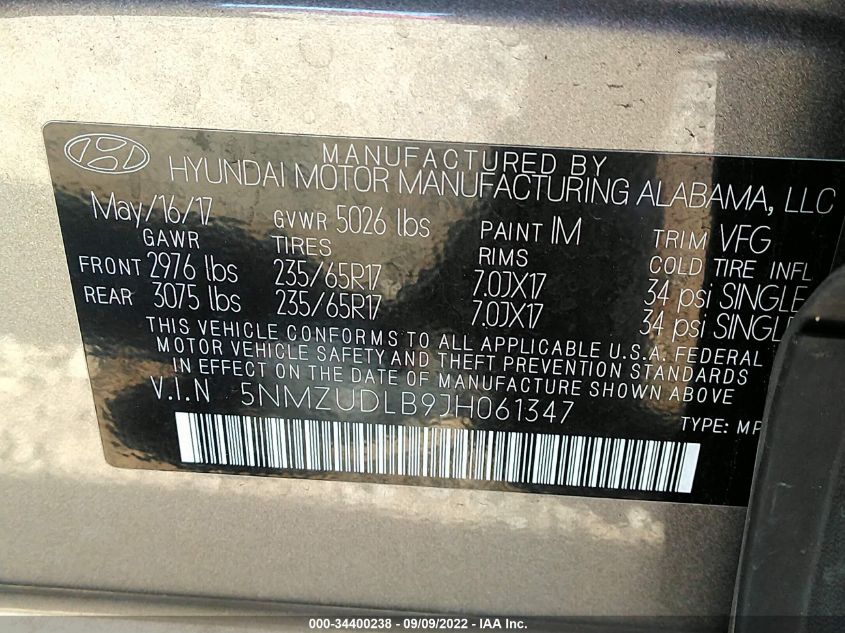 MANUFACTURED BY
HYUNDAI MOTOR MANUFACTURING ALABAMA, LLC
May/16/17 GVWR 5026 lbs PAINT IM TRIM VFG
GAWR TIRES RIMS COLD TIRE INFL
FRONT 2976 lbs 235/65R17 7.0JX17 34 psi SINGLE
REAR 3075 lbs 235/65R17 7.0JX17 34 psi SINGLE
THIS VEHICLE CONFORMS TO ALL APPLICABLE U.S.A. FEDERAL
MOTOR VEHICLE SAFETY AND THEFT PREVENTION STANDARDS
IN EFFECT ON THE DATE OF MANUFACTURE SHOWN ABOVE
V.I.N 5NMZUDLB9JH061347
TYPE: MP
000-34400238 - 09/09/2022 - IAA Inc.